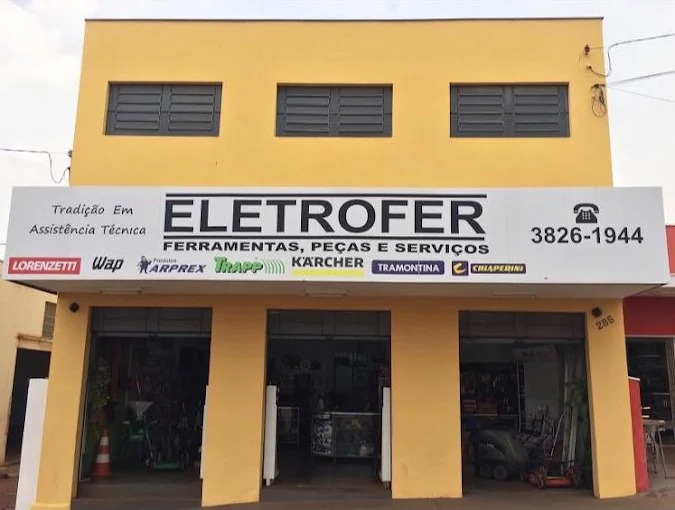 Tradição Em
Assistência Técnica
ELETROFER
FERRAMENTAS, PEÇAS E SERVIÇOS
3826-1944
LORENZETTI
Wap
Produtos
ARPREX
TRAPP
KÄRCHER
TRAMONTINA
CHIAPERINI
285